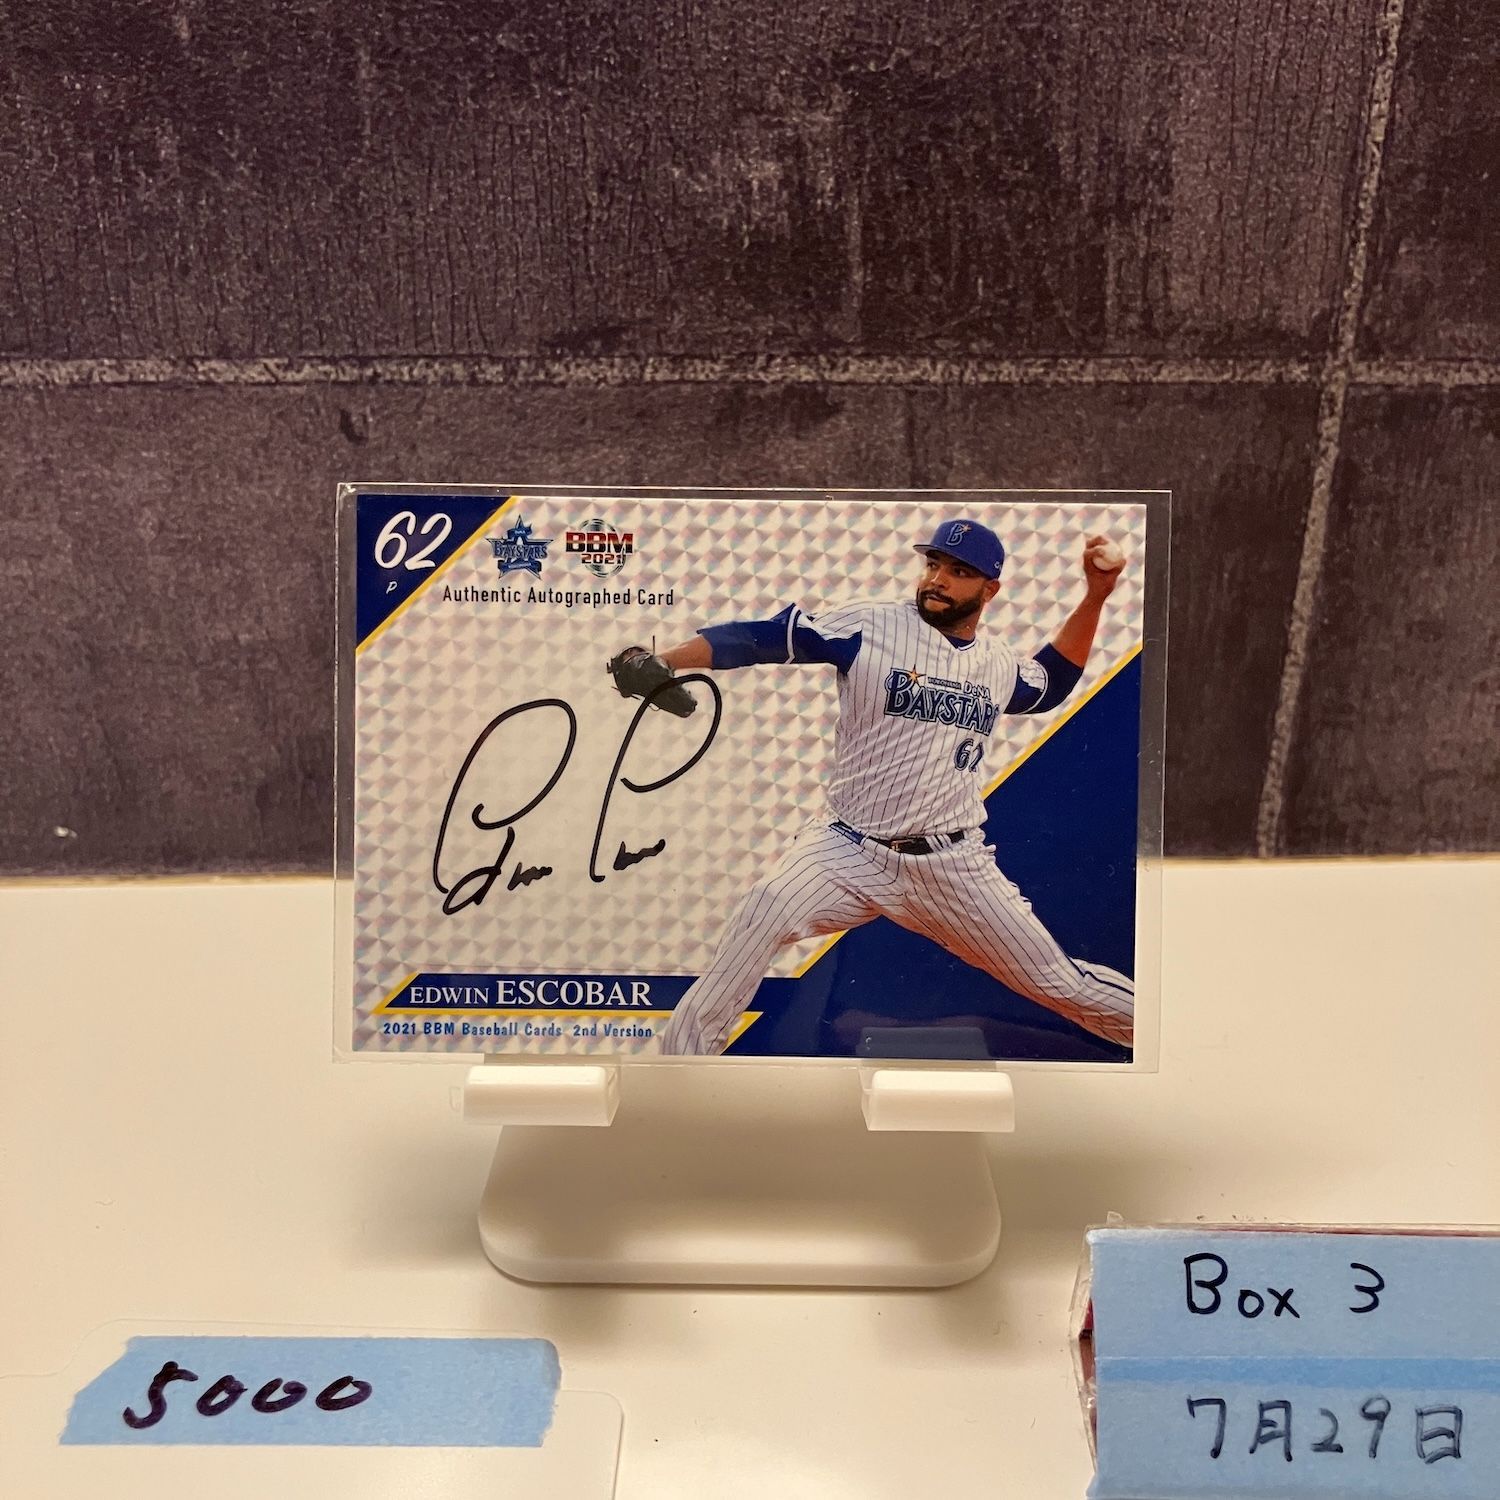 62
P
BAYSTARS
BBM
2021
Authentic Autographed Card
B
DeNA
BAYSTARS
62
EDWIN ESCOBAR
2021 BBM Baseball Cards 2nd Version
5000
Box 3
7月29日